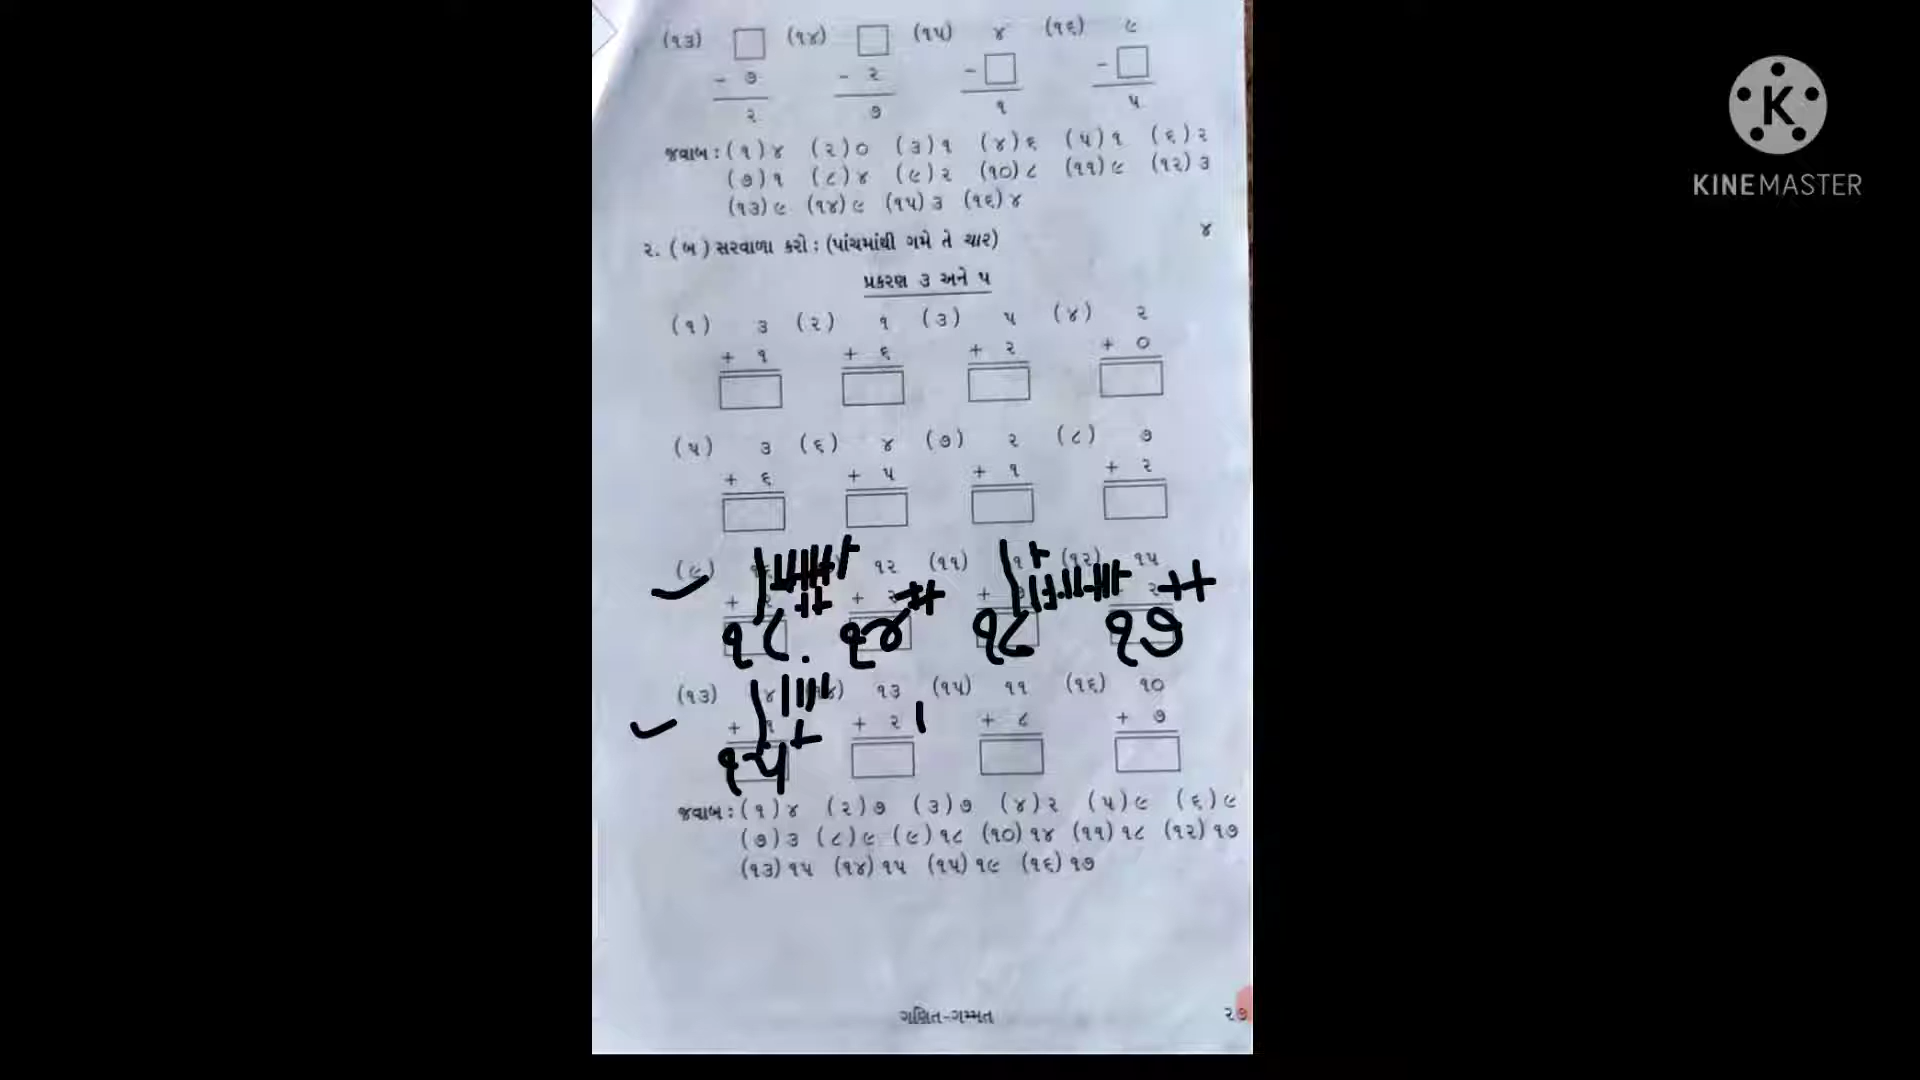 (૧૩) (૧૪) (૧૫) ૪ (૧૬) ૯
- ૭ - ૨ - -
૨ ૭ ૧ ૫
જવાબ : (૧) ૪ (૨) ૦ (૩) ૧ (૪) ૬ (૫) ૧ (૬) ૨
(૭) ૧ (૮) ૪ (૯) ૨ (૧૦) ૮ (૧૧) ૯ (૧૨) ૩
(૧૩) ૯ (૧૪) ૯ (૧૫) ૩ (૧૬) ૪
KINEMASTER
૨. (બ) સરવાળા કરો : (પાંચમાંથી ગમે તે ચાર) ૪
પ્રકરણ ૩ અને ૫
(૧) ૩ (૨) ૧ (૩) ૫ (૪) ૨
+ ૧ + ૬ + ૨ + ૦
(૫) ૩ (૬) ૪ (૭) ૨ (૮) ૭
+ ૬ + ૫ + ૧ + ૨
(૯) ૧૨ (૧૧) (૧૨) ૧૫
+ + ૨ + ૨
૧૮. ૧૪ ૧૮ ૧૭
(૧૩) ૪ ૧૩ (૧૫) ૧૧ (૧૬) ૧૦
+ ૧ + ૨ + ૮ + ૭
૧૫
જવાબ : (૧) ૪ (૨) ૭ (૩) ૭ (૪) ૨ (૫) ૯ (૬) ૯
(૭) ૩ (૮) ૯ (૯) ૧૮ (૧૦) ૧૪ (૧૧) ૧૮ (૧૨) ૧૭
(૧૩) ૧૫ (૧૪) ૧૫ (૧૫) ૧૯ (૧૬) ૧૭
ગણિત-ગમ્મત ૨૭